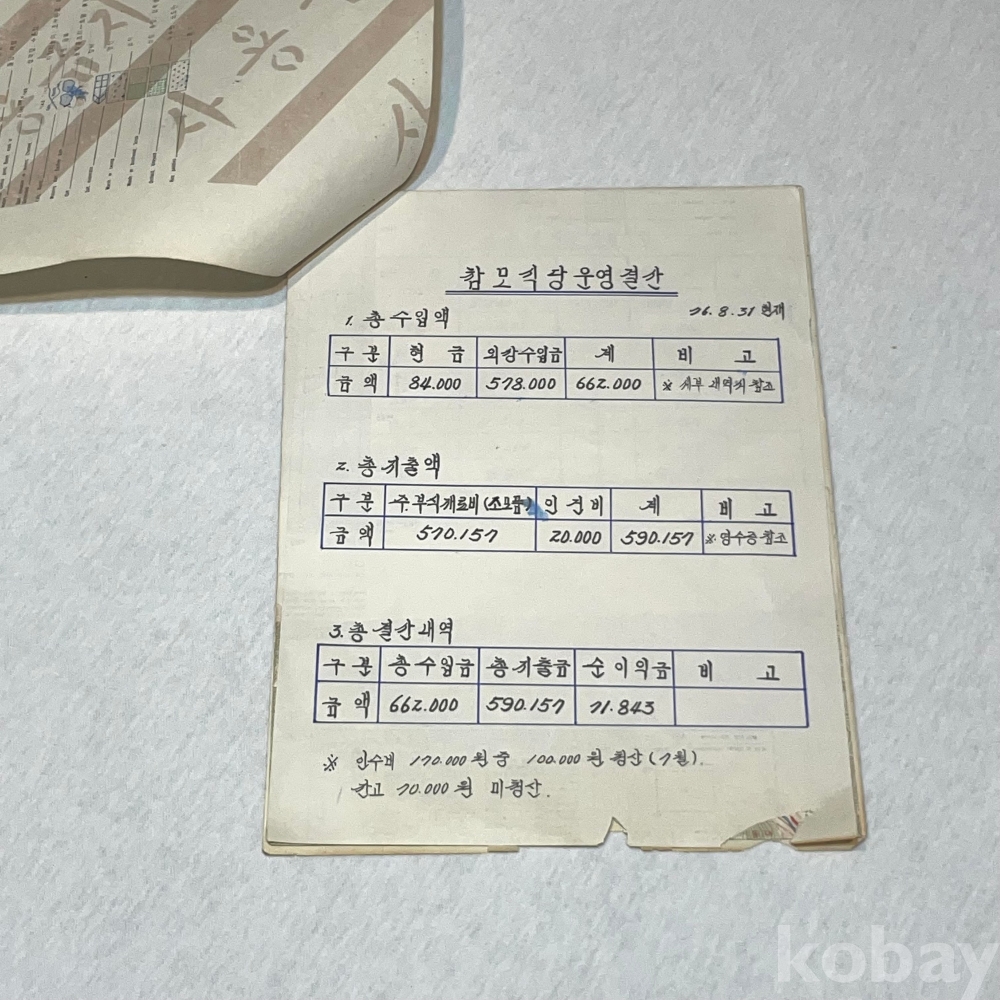 사용
지
사
참모식당운영결산
76. 8. 31 현재
1. 총수입액
구분 현금 외상수입금 계 비고
금액 84.000 578.000 662.000 ※ 세부내역서참조
2. 총지출액
구분 주.부식재료비(소모품) 인건비 계 비고
금액 570.157 20.000 590.157 ※영수증참조
3. 총결산내역
구분 총수입금 총지출금 순이익금 비고
금액 662.000 590.157 71.843
※ 인수비 170.000원중 100.000원 청산(7월).
잔고 70.000원 미청산.
kobay